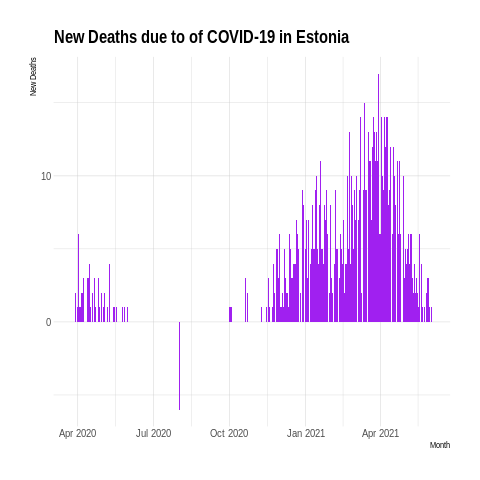 New Deaths due to of COVID-19 in Estonia
New Deaths
10
0
Apr 2020 Jul 2020 Oct 2020 Jan 2021 Apr 2021
Month